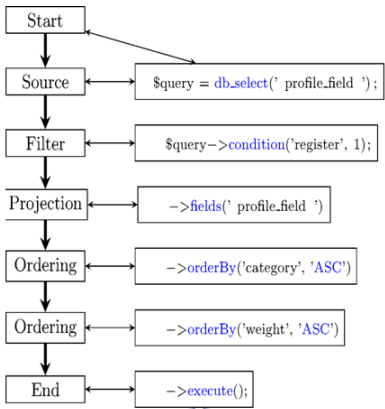 Start
Source
$query = db_select(' profile_field ');
Filter
$query->condition('register', 1);
Projection
->fields(' profile_field ')
Ordering
->orderBy('category', 'ASC')
Ordering
->orderBy('weight', 'ASC')
End
->execute();